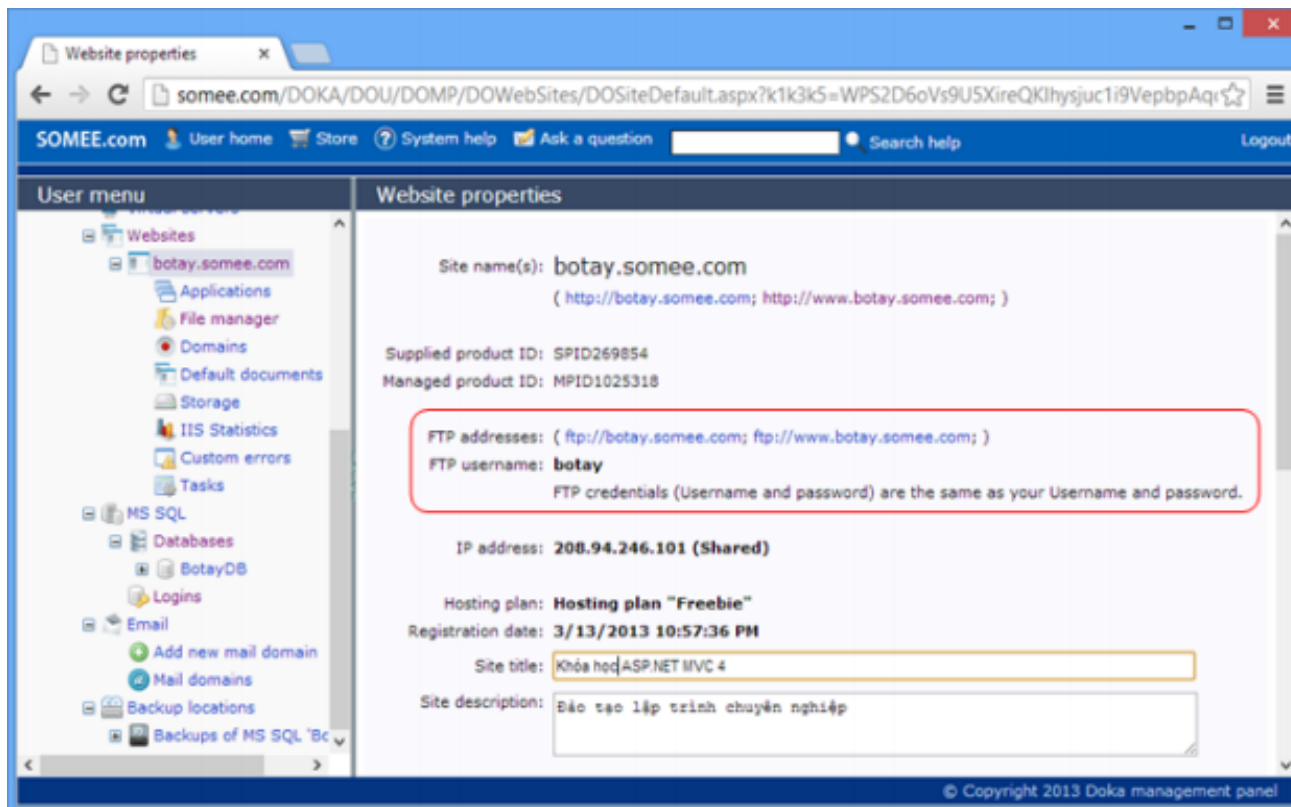 Website properties
somee.com/DOKA/DOU/DOMP/DOWebSites/DOSiteDefault.aspx?k1k3k5=WPS2D6oVs9U5XireQKIhysjuc1i9VepbpAq
SOMEE.com User home Store System help Ask a question Search help Logout
User menu
Websites
botay.somee.com
Applications
File manager
Domains
Default documents
Storage
IIS Statistics
Custom errors
Tasks
MS SQL
Databases
BotayDB
Logins
Email
Add new mail domain
Mail domains
Backup locations
Backups of MS SQL 'Bc
Website properties
Site name(s): botay.somee.com
( http://botay.somee.com; http://www.botay.somee.com; )
Supplied product ID: SPID269854
Managed product ID: MPID1025318
FTP addresses: ( ftp://botay.somee.com; ftp://www.botay.somee.com; )
FTP username: botay
FTP credentials (Username and password) are the same as your Username and password.
IP address: 208.94.246.101 (Shared)
Hosting plan: Hosting plan "Freebie"
Registration date: 3/13/2013 10:57:36 PM
Site title: Khóa học ASP.NET MVC 4
Site description: Đào tạo lập trình chuyên nghiệp
© Copyright 2013 Doka management panel